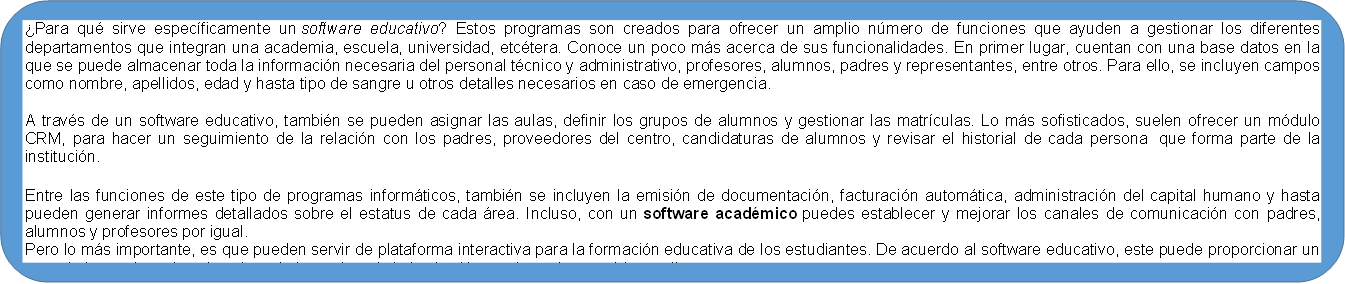 ¿Para qué sirve específicamente un software educativo? Estos programas son creados para ofrecer un amplio número de funciones que ayuden a gestionar los diferentes
departamentos que integran una academia, escuela, universidad, etcétera. Conoce un poco más acerca de sus funcionalidades. En primer lugar, cuentan con una base datos en la
que se puede almacenar toda la información necesaria del personal técnico y administrativo, profesores, alumnos, padres y representantes, entre otros. Para ello, se incluyen campos
como nombre, apellidos, edad y hasta tipo de sangre u otros detalles necesarios en caso de emergencia.
A través de un software educativo, también se pueden asignar las aulas, definir los grupos de alumnos y gestionar las matrículas. Lo más sofisticados, suelen ofrecer un módulo
CRM, para hacer un seguimiento de la relación con los padres, proveedores del centro, candidaturas de alumnos y revisar el historial de cada persona que forma parte de la
institución.
Entre las funciones de este tipo de programas informáticos, también se incluyen la emisión de documentación, facturación automática, administración del capital humano y hasta
pueden generar informes detallados sobre el estatus de cada área. Incluso, con un software académico puedes establecer y mejorar los canales de comunicación con padres,
alumnos y profesores por igual.
Pero lo más importante, es que pueden servir de plataforma interactiva para la formación educativa de los estudiantes. De acuerdo al software educativo, este puede proporcionar un